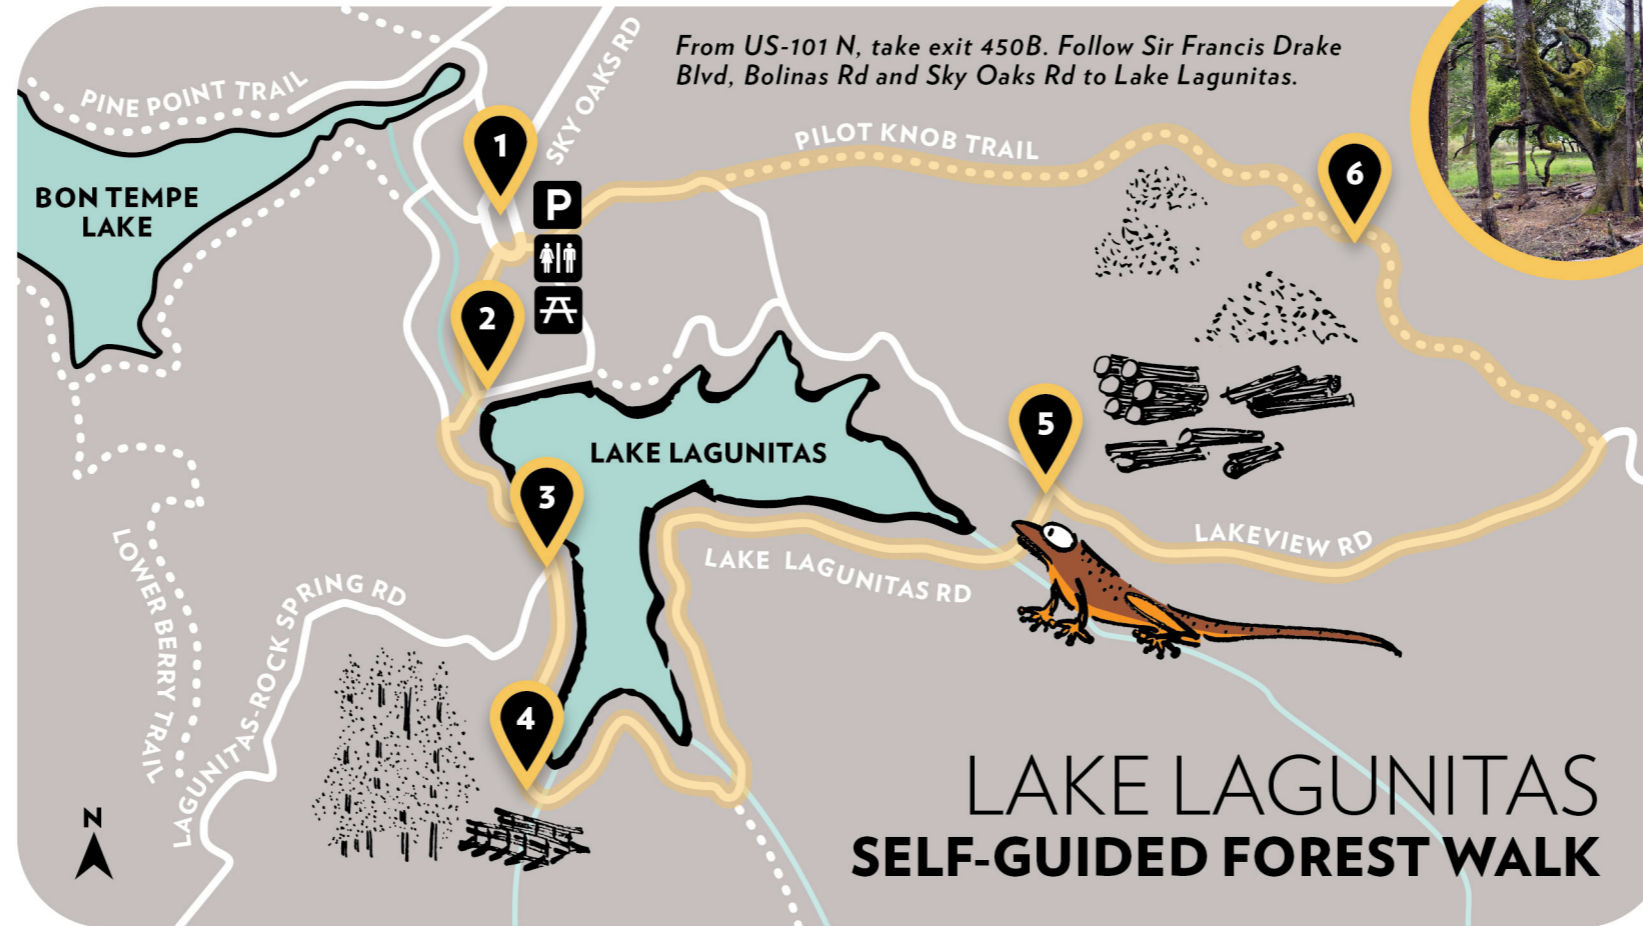 From US-101 N, take exit 450B. Follow Sir Francis Drake
Blvd, Bolinas Rd and Sky Oaks Rd to Lake Lagunitas.
PINE POINT TRAIL
SKY OAKS RD
1
PILOT KNOB TRAIL
6
BON TEMPE
LAKE
P
2
5
LAKE LAGUNITAS
3
LAKEVIEW RD
LAKE LAGUNITAS RD
LOWER BERRY TRAIL
LAGUNITAS-ROCK SPRING RD
4
N
LAKE LAGUNITAS
SELF-GUIDED FOREST WALK